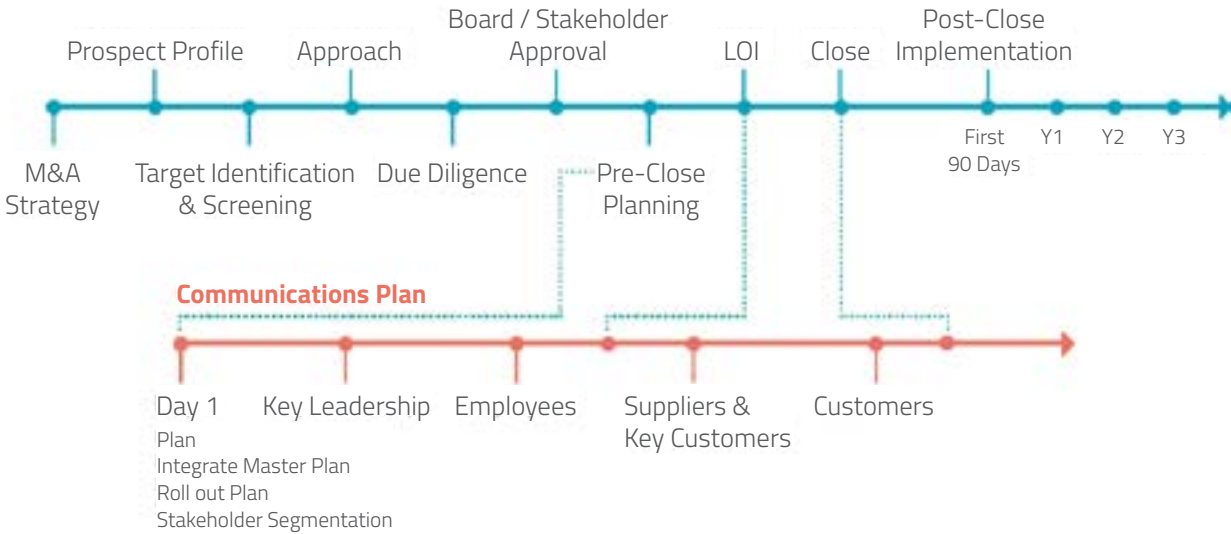 Board / Stakeholder
Approval
Post-Close
Implementation
Prospect Profile
Approach
LOI
Close
First
90 Days
Y1
Y2
Y3
M&A
Strategy
Target Identification
& Screening
Due Diligence
Pre-Close
Planning
Communications Plan
Day 1
Plan
Integrate Master Plan
Roll out Plan
Stakeholder Segmentation
Key Leadership
Employees
Suppliers &
Key Customers
Customers